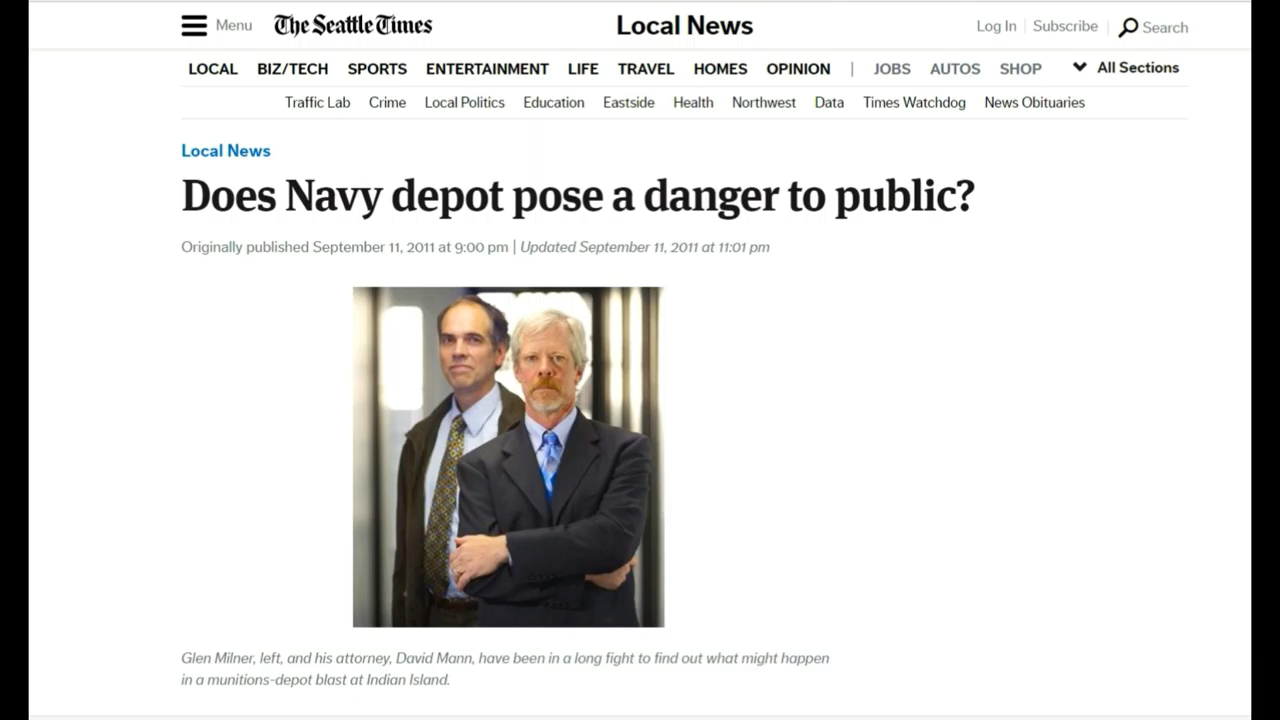 Menu The Seattle Times Local News Log In Subscribe Search
LOCAL BIZ/TECH SPORTS ENTERTAINMENT LIFE TRAVEL HOMES OPINION | JOBS AUTOS SHOP All Sections
Traffic Lab Crime Local Politics Education Eastside Health Northwest Data Times Watchdog News Obituaries
Local News
Does Navy depot pose a danger to public?
Originally published September 11, 2011 at 9:00 pm | Updated September 11, 2011 at 11:01 pm
Glen Milner, left, and his attorney, David Mann, have been in a long fight to find out what might happen
in a munitions-depot blast at Indian Island.